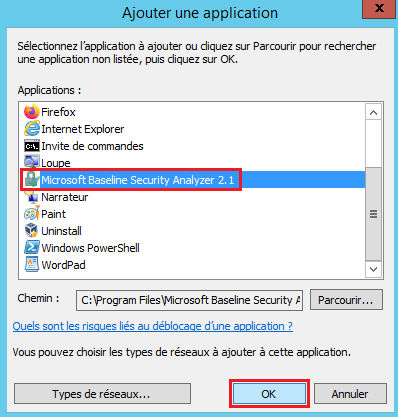 Ajouter une application
x
Sélectionnez l'application à ajouter ou cliquez sur Parcourir pour rechercher
une application non listée, puis cliquez sur OK.
Applications :
Firefox
Internet Explorer
Invite de commandes
Loupe
Microsoft Baseline Security Analyzer 2.1
Narrateur
Paint
Uninstall
Windows PowerShell
WordPad
Chemin : C:\Program Files\Microsoft Baseline Security A Parcourir...
Quels sont les risques liés au déblocage d'une application ?
Vous pouvez choisir les types de réseaux à ajouter à cette application.
Types de réseaux... OK Annuler